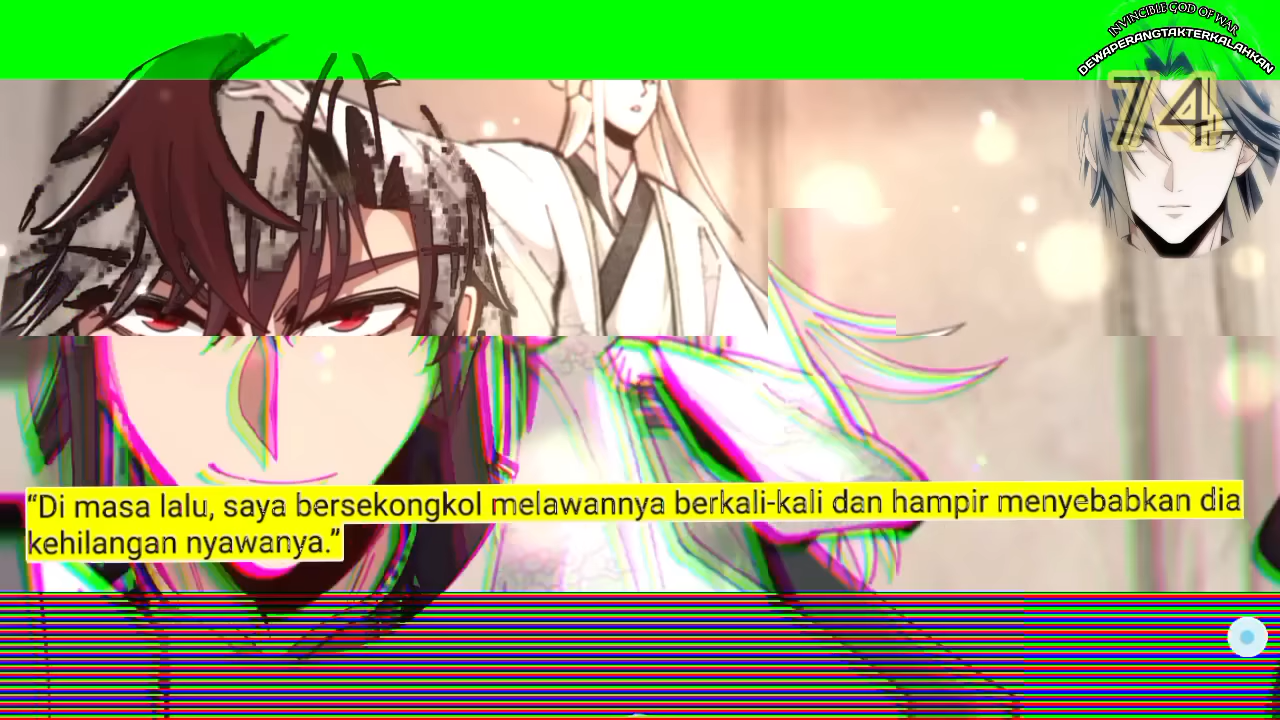 INVINCIBLE GOD OF WAR
DEWAPERANGTAKTERKALAHKAN
74
“Di masa lalu, saya bersekongkol melawannya berkali-kali dan hampir menyebabkan dia
kehilangan nyawanya.”